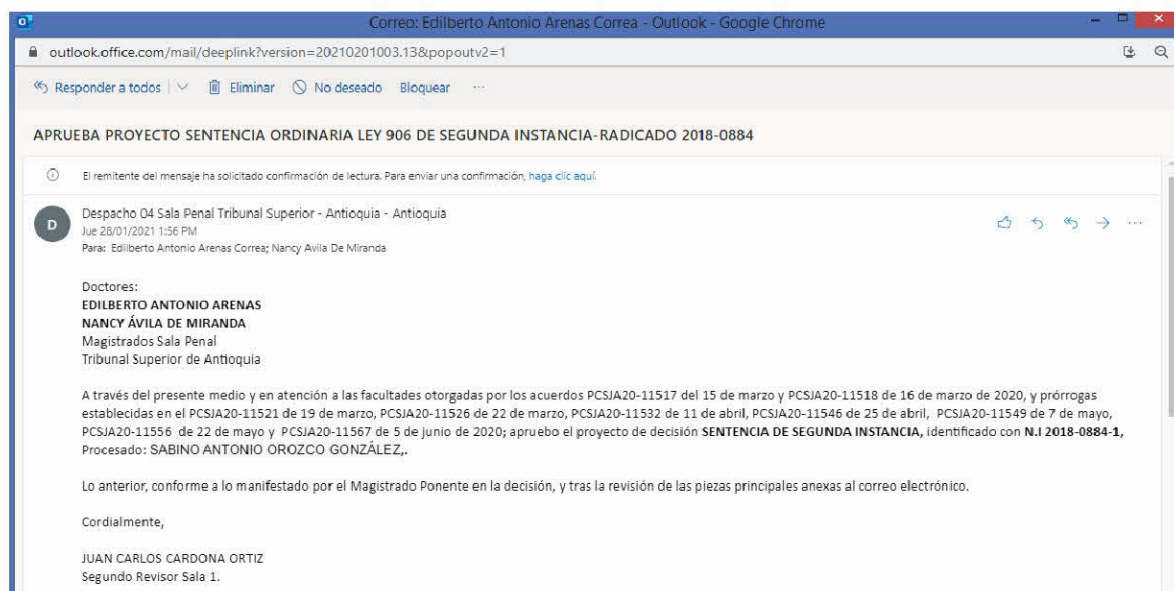 Correo: Edilberto Antonio Arenas Correa - Outlook - Google Chrome
outlook.office.com/mail/deeplink?version=20210201003.13&popoutv2=1
Responder a todos Eliminar No deseado Bloquear ...
APRUEBA PROYECTO SENTENCIA ORDINARIA LEY 906 DE SEGUNDA INSTANCIA-RADICADO 2018-0884
El remitente del mensaje ha solicitado confirmación de lectura. Para enviar una confirmación, haga clic aquí.
D
Despacho 04 Sala Penal Tribunal Superior - Antioquia - Antioquia
Jue 28/01/2021 1:56 PM
Para: Edilberto Antonio Arenas Correa; Nancy Avila De Miranda
Doctores:
EDILBERTO ANTONIO ARENAS
NANCY ÁVILA DE MIRANDA
Magistrados Sala Penal
Tribunal Superior de Antioquia
A través del presente medio y en atención a las facultades otorgadas por los acuerdos PCSJA20-11517 del 15 de marzo y PCSJA20-11518 de 16 de marzo de 2020, y prórrogas
establecidas en el PCSJA20-11521 de 19 de marzo, PCSJA20-11526 de 22 de marzo, PCSJA20-11532 de 11 de abril, PCSJA20-11546 de 25 de abril, PCSJA20-11549 de 7 de mayo,
PCSJA20-11556 de 22 de mayo y PCSJA20-11567 de 5 de junio de 2020; apruebo el proyecto de decisión SENTENCIA DE SEGUNDA INSTANCIA, identificado con N.I 2018-0884-1,
Procesado: SABINO ANTONIO OROZCO GONZÁLEZ,.
Lo anterior, conforme a lo manifestado por el Magistrado Ponente en la decisión, y tras la revisión de las piezas principales anexas al correo electrónico.
Cordialmente,
JUAN CARLOS CARDONA ORTIZ
Segundo Revisor Sala 1.